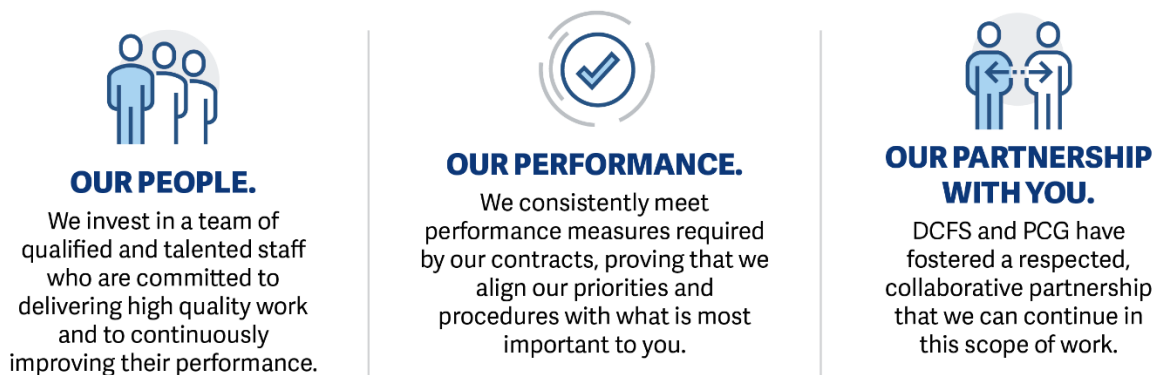 OUR PEOPLE.
We invest in a team of
qualified and talented staff
who are committed to
delivering high quality work
and to continuously
improving their performance.
OUR PERFORMANCE.
We consistently meet
performance measures required
by our contracts, proving that we
align our priorities and
procedures with what is most
important to you.
OUR PARTNERSHIP
WITH YOU.
DCFS and PCG have
fostered a respected,
collaborative partnership
that we can continue in
this scope of work.